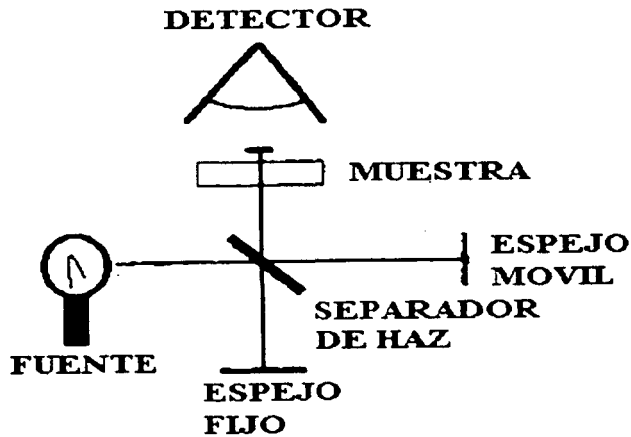 DETECTOR
MUESTRA
ESPEJO
MOVIL
SEPARADOR
DE HAZ
FUENTE
ESPEJO
FIJO